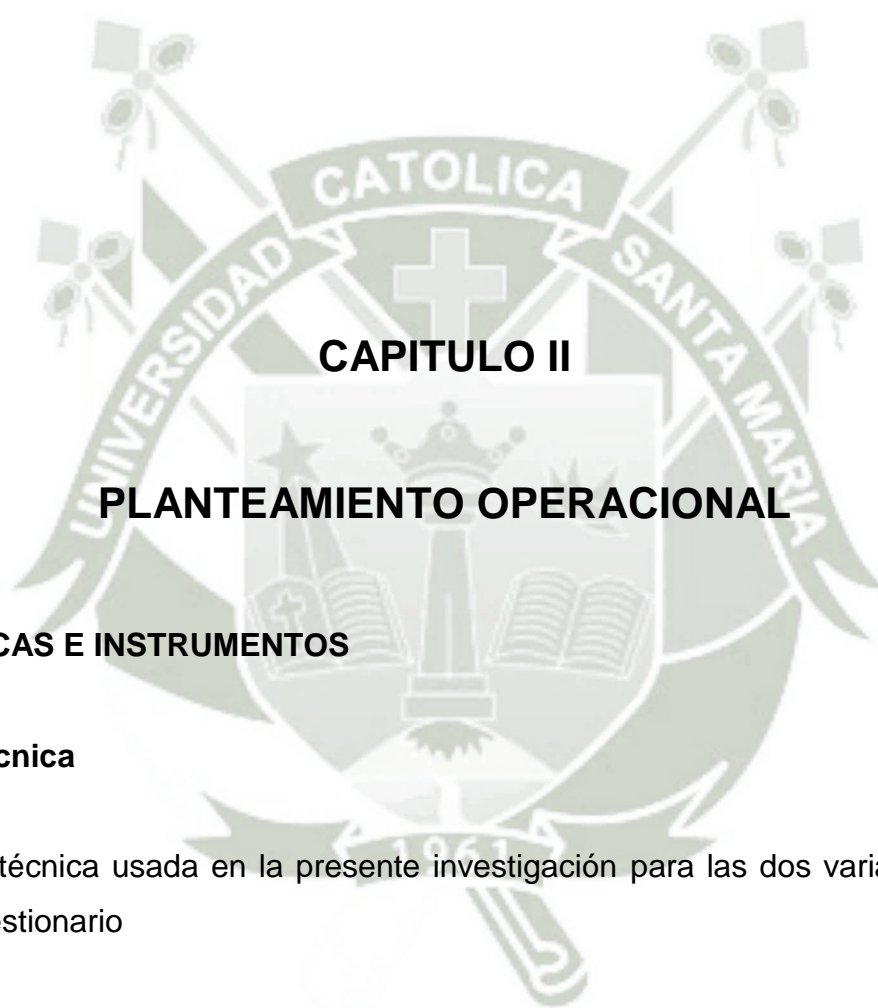 CATOLICA
UNIVERSIDAD
SANTA MARIA
CAPITULO II
PLANTEAMIENTO OPERACIONAL
CAS E INSTRUMENTOS
cnica
técnica usada en la presente investigación para las dos varia
estionario
1961